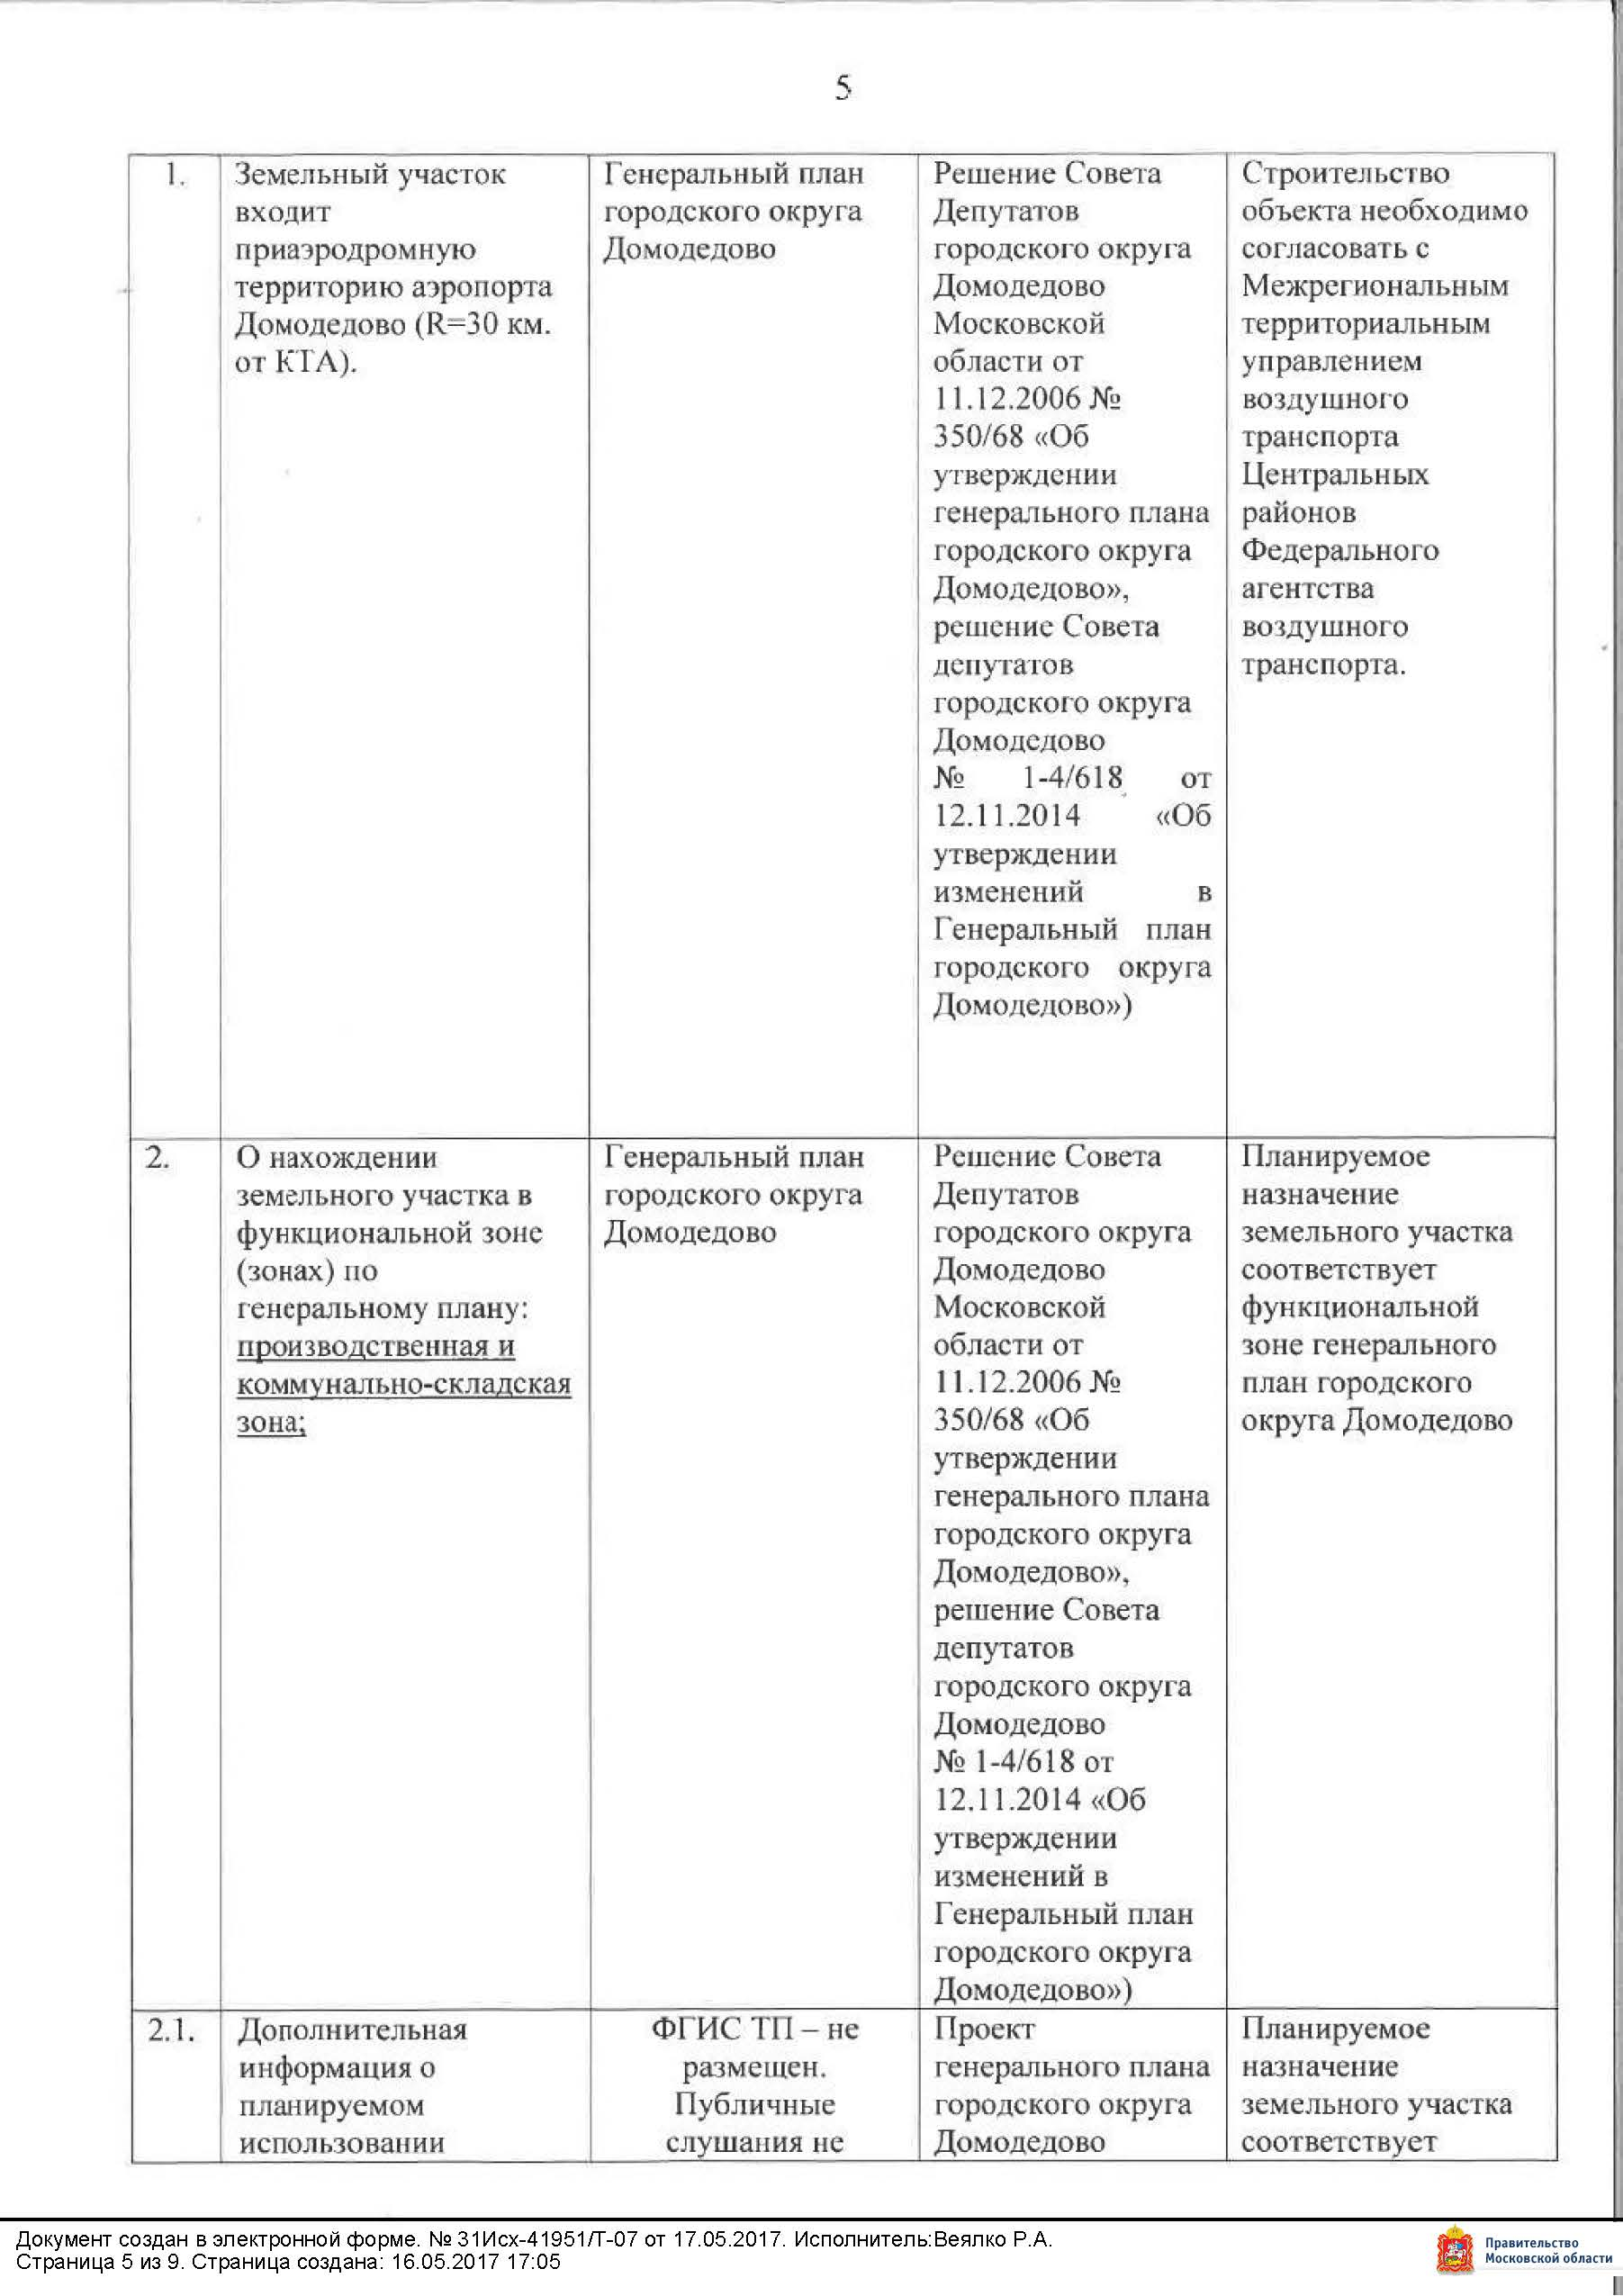 5
1.
Земельный участок
входит
приаэродромную
территорию аэропорта
Домодедово (R=30 км.
от КТА).
Генеральный план
городского округа
Домодедово
Решение Совета
Депутатов
городского округа
Домодедово
Московской
области от
11.12.2006 №
350/68 «Об
утверждении
генерального плана
городского округа
Домодедово»,
решение Совета
депутатов
городского округа
Домодедово
№ 1-4/618 от
12.11.2014 «Об
утверждении
изменений в
Генеральный план
городского округа
Домодедово»)
Строительство
объекта необходимо
согласовать с
Межрегиональным
территориальным
управлением
воздушного
транспорта
Центральных
районов
Федерального
агентства
воздушного
транспорта.
2.
О нахождении
земельного участка в
функциональной зоне
(зонах) по
генеральному плану:
производственная и
коммунально-складская
зона;
Генеральный план
городского округа
Домодедово
Решение Совета
Депутатов
городского округа
Домодедово
Московской
области от
11.12.2006 №
350/68 «Об
утверждении
генерального плана
городского округа
Домодедово»,
решение Совета
депутатов
городского округа
Домодедово
№ 1-4/618 от
12.11.2014 «Об
утверждении
изменений в
Генеральный план
городского округа
Домодедово»)
Планируемое
назначение
земельного участка
соответствует
функциональной
зоне генерального
план городского
округа Домодедово
2.1.
Дополнительная
информация о
планируемом
использовании
ФГИС ТП – не
размещен.
Публичные
слушания не
Проект
генерального плана
городского округа
Домодедово
Планируемое
назначение
земельного участка
соответствует
Документ создан в электронной форме. № 31Исх-41951/Т-07 от 17.05.2017. Исполнитель:Веялко Р.А.
Страница 5 из 9. Страница создана: 16.05.2017 17:05
Правительство
Московской области